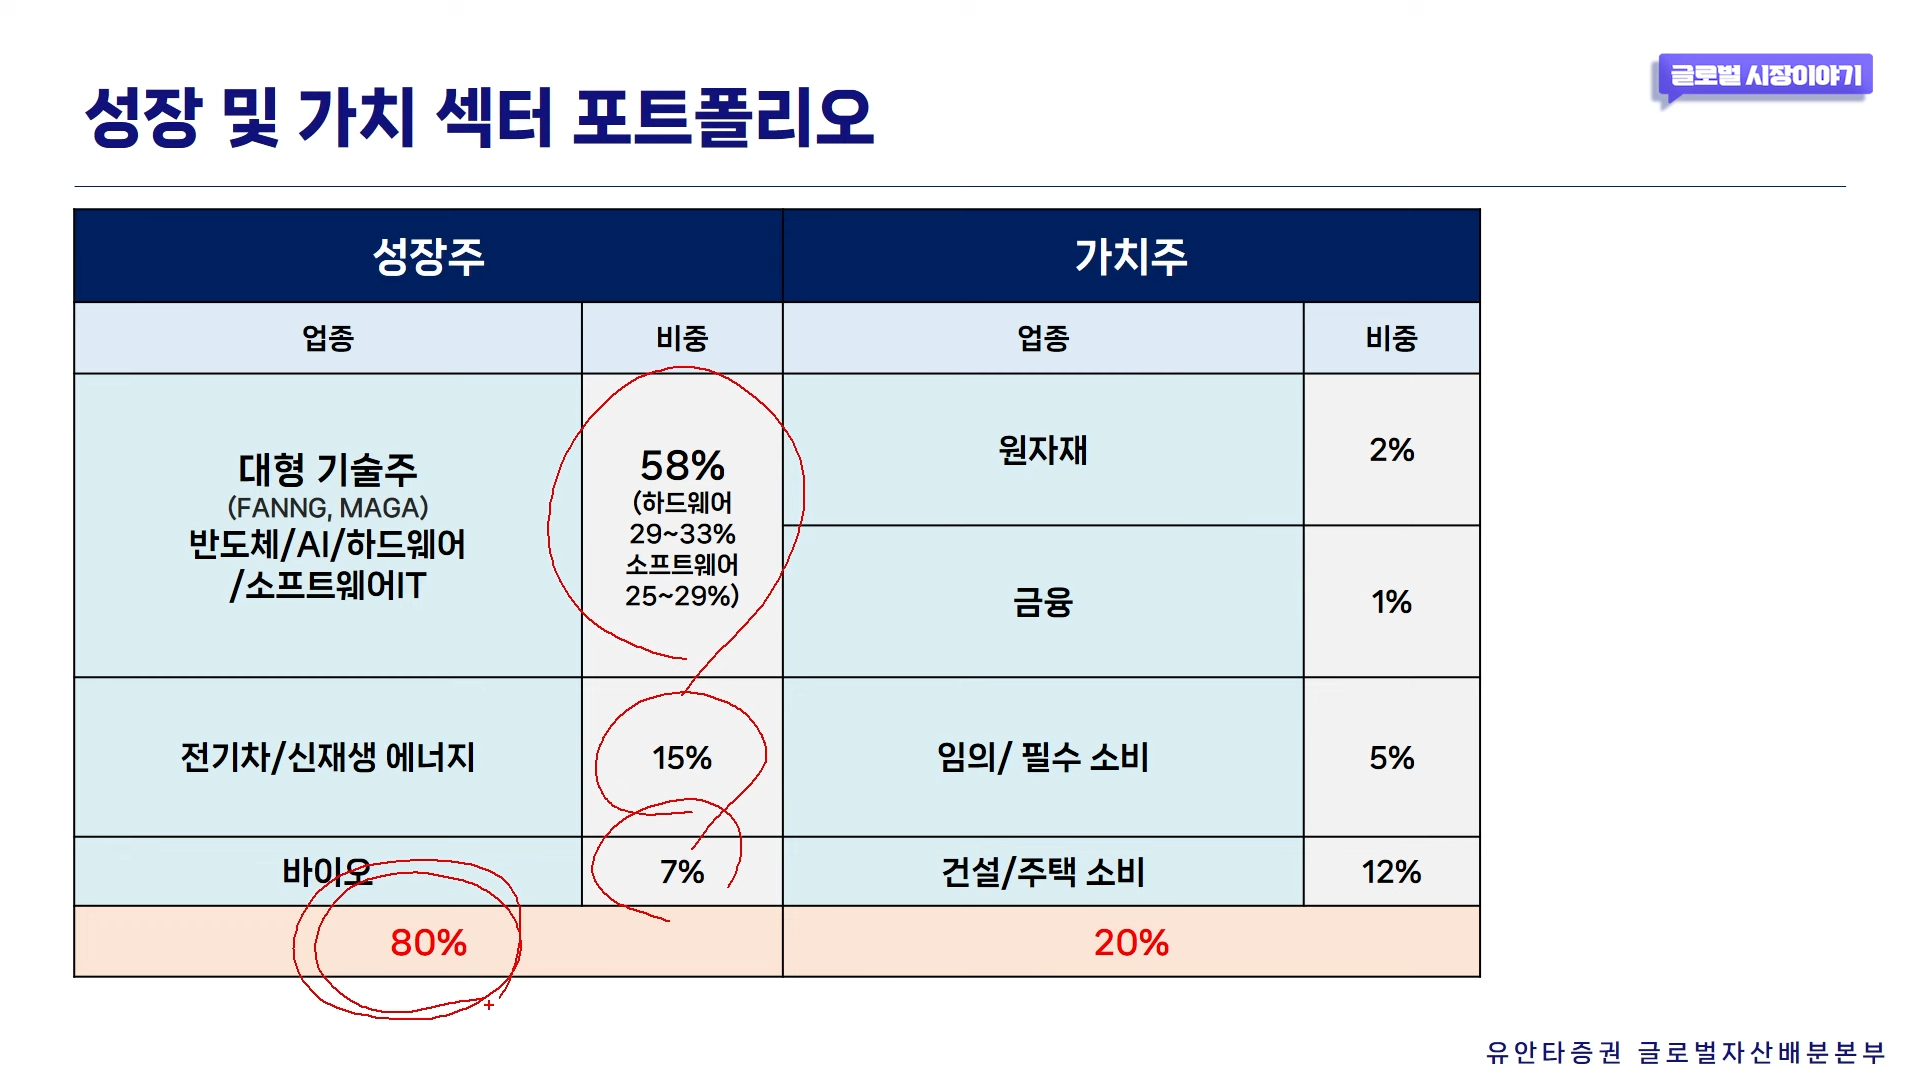 글로벌 시장이야기
성장 및 가치 섹터 포트폴리오
성장주
가치주
업종
비중
업종
비중
대형 기술주
(FANNG, MAGA)
반도체/AI/하드웨어
/소프트웨어IT
58%
(하드웨어
29~33%
소프트웨어
25~29%)
원자재
2%
금융
1%
전기차/신재생 에너지
15%
임의/ 필수 소비
5%
바이오
7%
건설/주택 소비
12%
80%
20%
유안타증권 글로벌자산배분본부